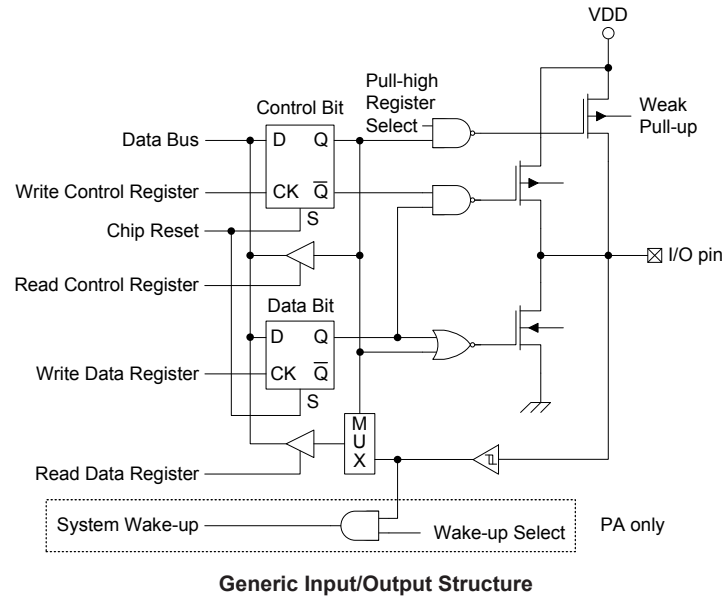 VDD
Pull-high
Register
Select
Control Bit
Weak
Pull-up
Data Bus
D
Q
Write Control Register
CK
Q
S
Chip Reset
I/O pin
Read Control Register
Data Bit
D
Q
Write Data Register
CK
Q
S
M
U
X
Read Data Register
System Wake-up
Wake-up Select
PA only
Generic Input/Output Structure